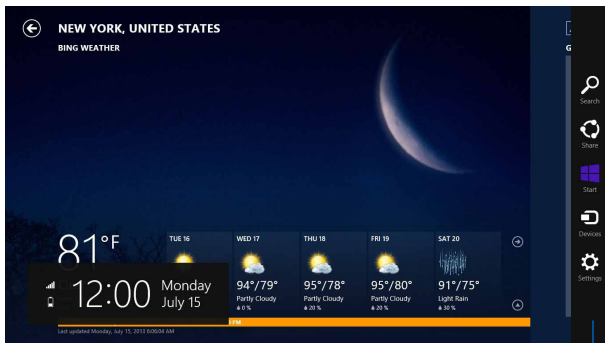 NEW YORK, UNITED STATES
BING WEATHER
G
Search
Share
Start
Devices
Settings
81°F
TUE 16
WED 17
94°/79°
Partly Cloudy
0 %
THU 18
95°/78°
Partly Cloudy
20 %
FRI 19
95°/80°
Partly Cloudy
20 %
SAT 20
91°/75°
Light Rain
30 %
12:00
Monday
July 15
PM
Last updated Monday, July 15, 2013 8:06:04 AM